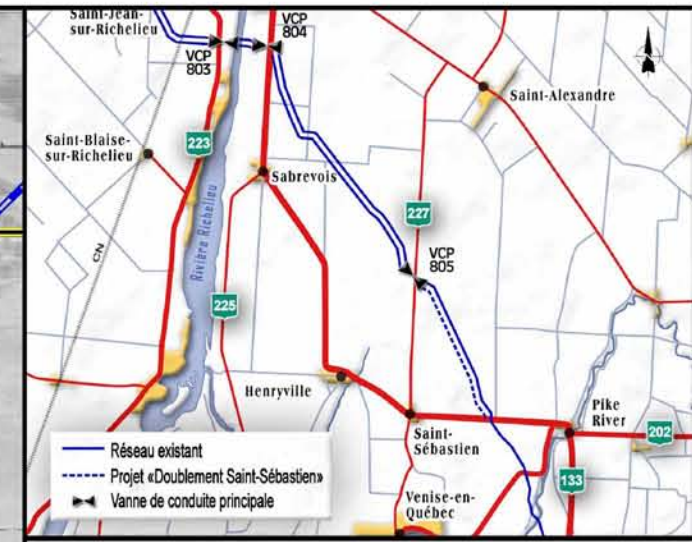 Saint-Jean-
sur-Richelieu
VCP
803
VCP
804
Saint-Alexandre
Saint-Blaise-
sur-Richelieu
223
Sabrevois
Rivière Richelieu
227
VCP
805
CN
225
Henryville
Saint-
Sébastien
Pike
River
202
133
Venise-en-
Québec
Réseau existant
Projet «Doublement Saint-Sébastien»
Vanne de conduite principale